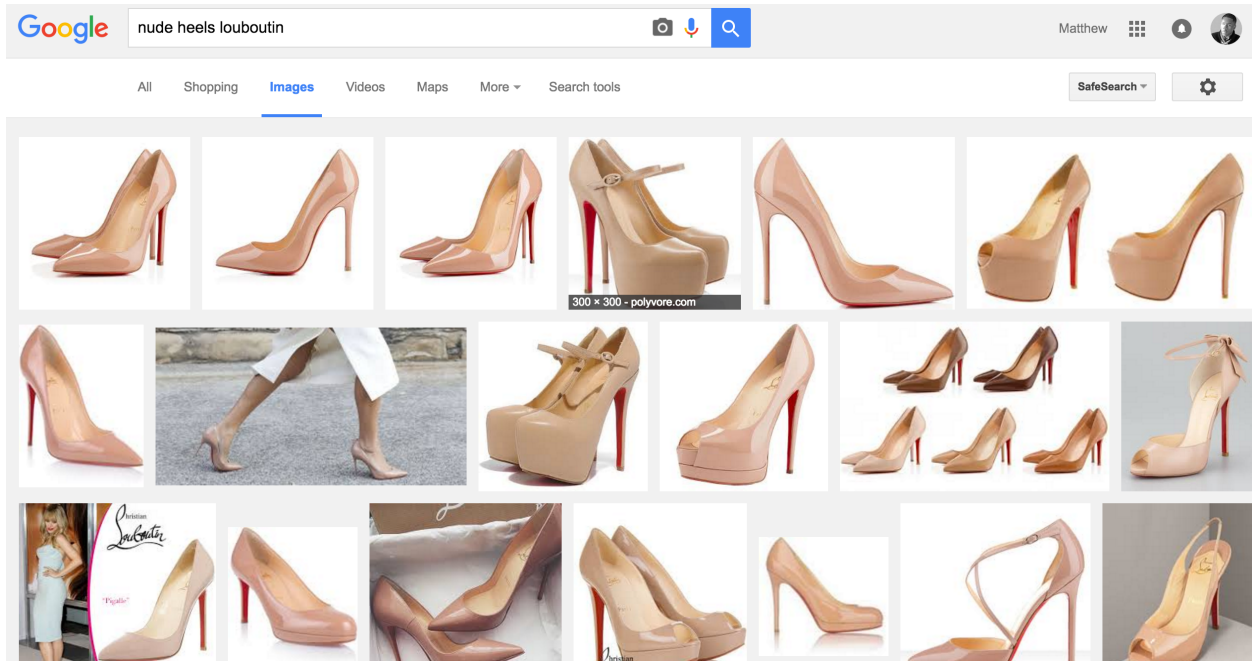 Google
nude heels louboutin
Matthew
All
Shopping
Images
Videos
Maps
More
Search tools
SafeSearch
300 × 300 - polyvore.com
Christian
Louboutin
"Pigalle"
Christian